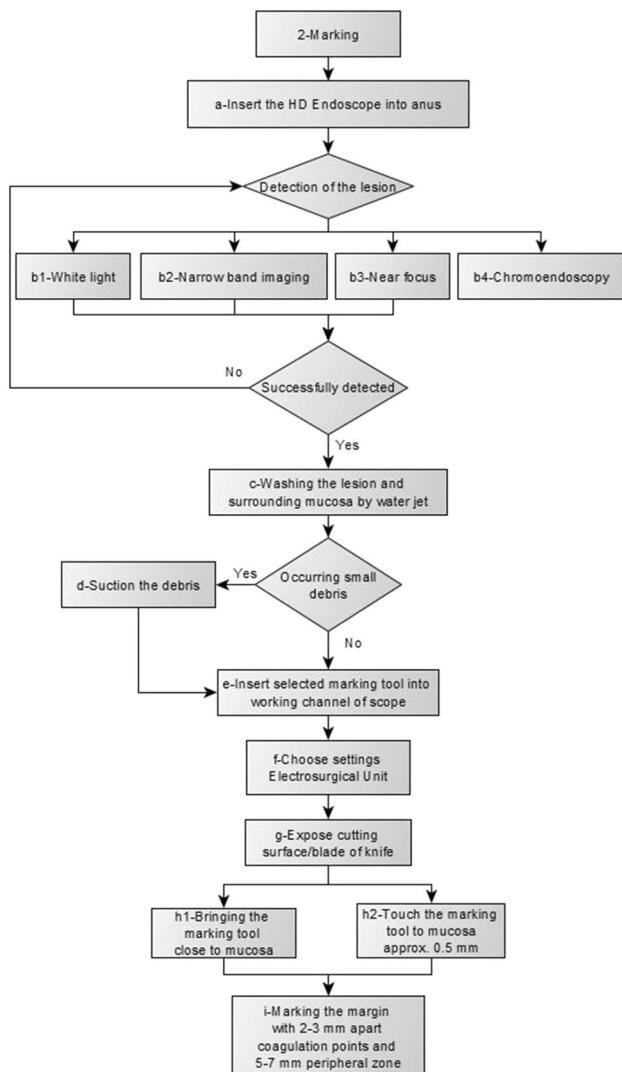 2-Marking
a-Insert the HD Endoscope into anus
Detection of the lesion
b1-White light
b2-Narrow band imaging
b3-Near focus
b4-Chromoendoscopy
No
Successfully detected
Yes
c-Washing the lesion and
surrounding mucosa by water jet
Yes
d-Suction the debris
Occurring small
debris
No
e-Insert selected marking tool into
working channel of scope
f-Choose settings
Electrosurgical Unit
g-Expose cutting
surface/blade of knife
h1-Bringing the
marking tool
close to mucosa
h2-Touch the marking
tool to mucosa
approx. 0.5 mm
i-Marking the margin
with 2-3 mm apart
coagulation points and
5-7 mm peripheral zone